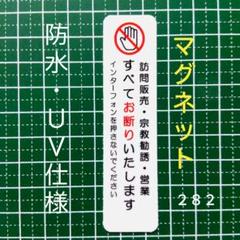 マグネット
282
訪問販売・宗教勧誘・営業
すべてお断りいたします
インターフォンを押さないでください
防水・UV仕様